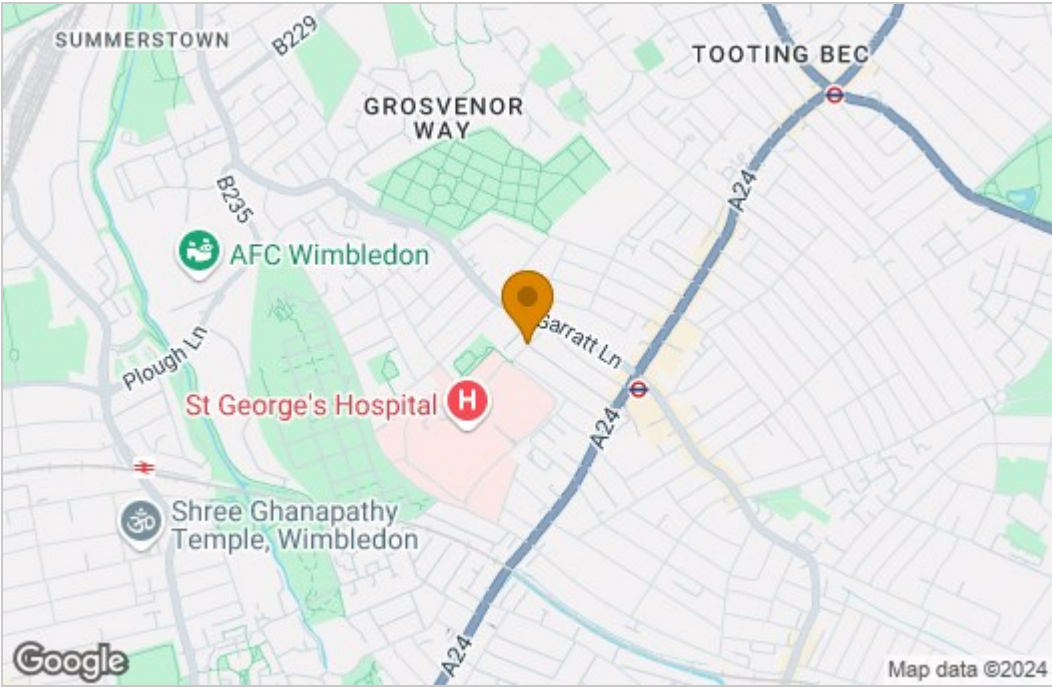 SUMMERSTOWN
B229
TOOTING BEC
GROSVENOR
WAY
B235
A24
AFC Wimbledon
Garratt Ln
Plough Ln
St George's Hospital
H
A24
Shree Ghanapathy
Temple, Wimbledon
A24
Google
Map data ©2024